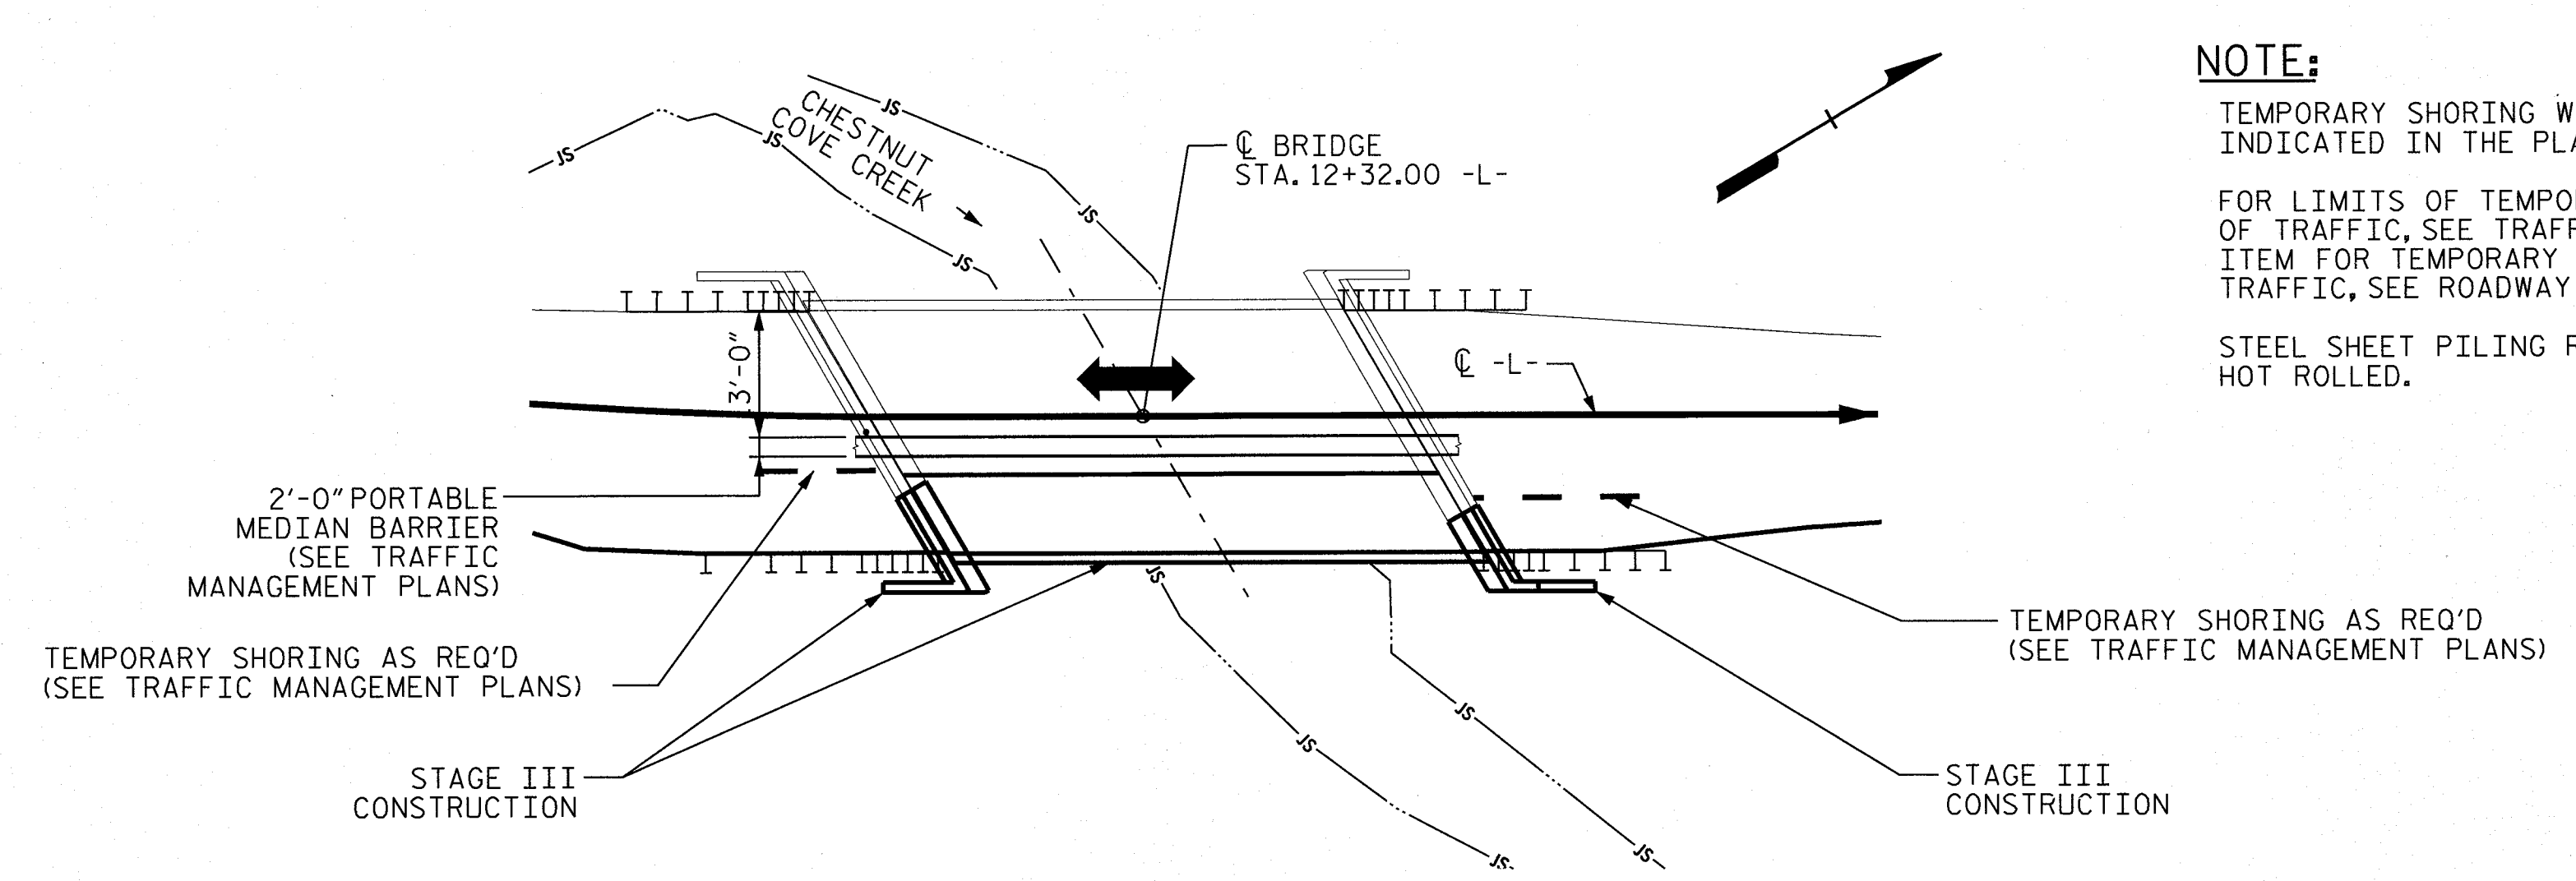 CHESTNUT
COVE CREEK
℄ BRIDGE
STA. 12+32.00 -L-
℄ -L-
3'-0"
2'-0" PORTABLE
MEDIAN BARRIER
(SEE TRAFFIC
MANAGEMENT PLANS)
TEMPORARY SHORING AS REQ'D
(SEE TRAFFIC MANAGEMENT PLANS)
STAGE III
CONSTRUCTION
TEMPORARY SHORING AS REQ'D
(SEE TRAFFIC MANAGEMENT PLANS)
STAGE III
CONSTRUCTION
JS
JS
JS
JS
JS
JS
JS
JS
JS
JS
NOTE:
TEMPORARY SHORING
INDICATED IN THE
FOR LIMITS OF
OF TRAFFIC, SEE
ITEM FOR TEMPORARY
TRAFFIC, SEE ROADWAY
STEEL SHEET PILING
HOT ROLLED.